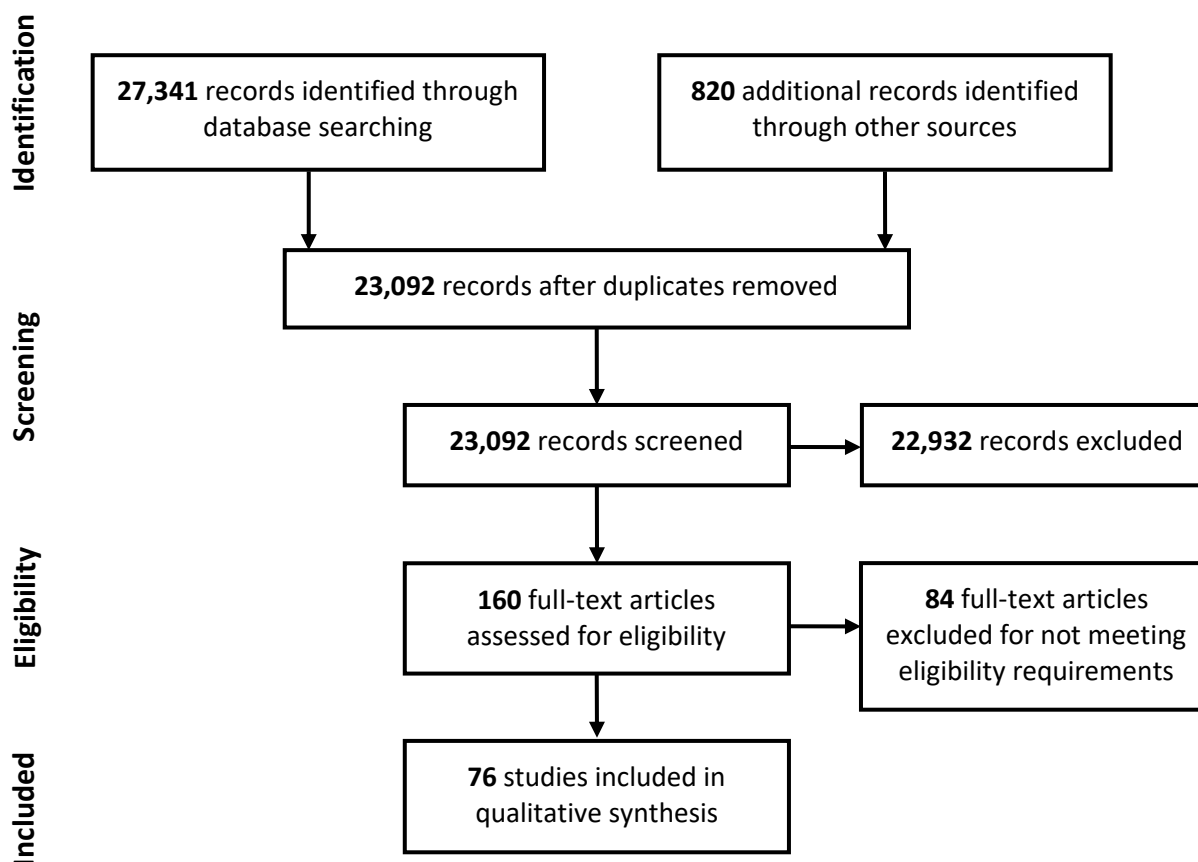 Identification
27,341 records identified through
database searching
820 additional records identified
through other sources
23,092 records after duplicates removed
Screening
23,092 records screened
22,932 records excluded
Eligibility
160 full-text articles
assessed for eligibility
84 full-text articles
excluded for not meeting
eligibility requirements
Included
76 studies included in
qualitative synthesis